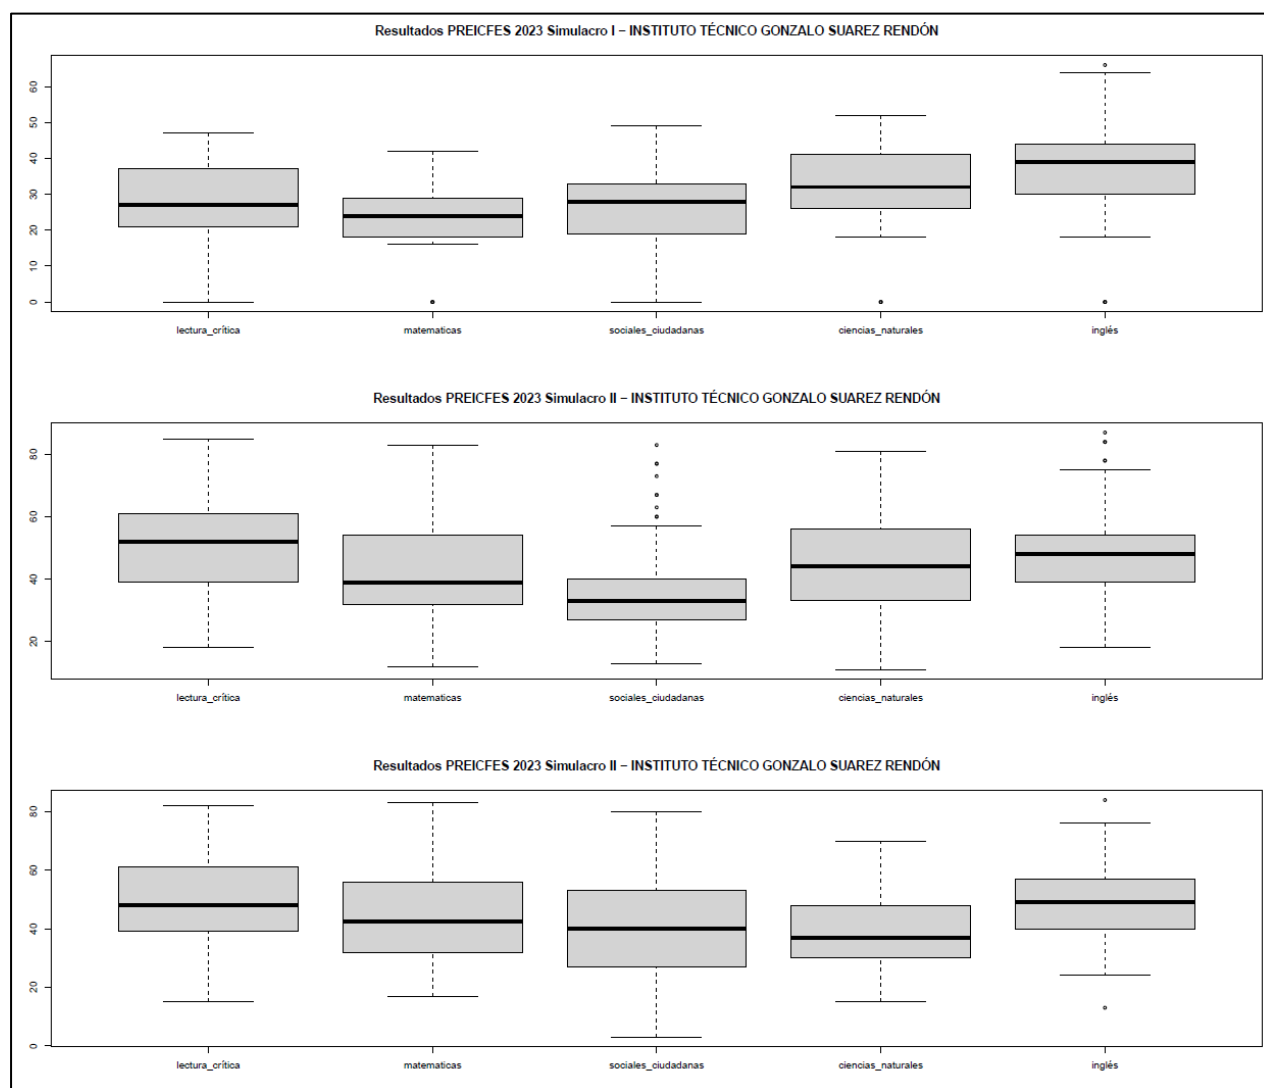 Resultados PREICFES 2023 Simulacro I – INSTITUTO TÉCNICO GONZALO SUAREZ RENDÓN
60
50
40
30
20
10
0
lectura_crítica matematicas sociales_ciudadanas ciencias_naturales inglés
Resultados PREICFES 2023 Simulacro II – INSTITUTO TÉCNICO GONZALO SUAREZ RENDÓN
80
60
40
20
lectura_crítica matematicas sociales_ciudadanas ciencias_naturales inglés
Resultados PREICFES 2023 Simulacro II – INSTITUTO TÉCNICO GONZALO SUAREZ RENDÓN
80
60
40
20
0
lectura_crítica matematicas sociales_ciudadanas ciencias_naturales inglés